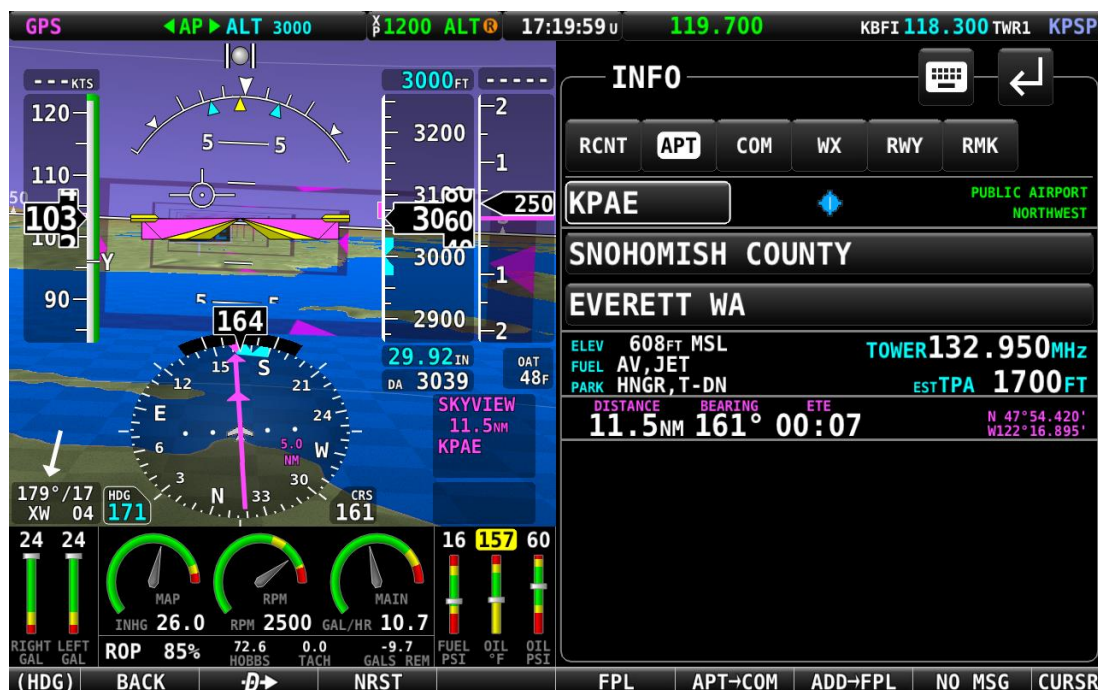 GPS ◄AP► ALT 3000 XP 1200 ALT R 17:19:59 U 119.700 KBFI 118.300 TWR1 KPSP
---KTS
120
110
103
90
5 5
5
3000FT -----
3200
3060
3000
2900
2
1
250
1
2
164
29.92IN
DA 3039
OAT
48F
SKYVIEW
11.5NM
KPAE
12 15 S 21 24 W 30 33 N 3 6 E
5.0
NM
179°/17
XW 04
HDG
171
CRS
161
24 24
RIGHT GAL
LEFT GAL
MAP
INHG 26.0
RPM
RPM 2500
MAIN
GAL/HR 10.7
16 157 60
FUEL PSI
OIL °F
OIL PSI
ROP 85%
72.6 HOBBS
0.0 TACH
-9.7 GALS REM
INFO
RCNT APT COM WX RWY RMK
KPAE
PUBLIC AIRPORT
NORTHWEST
SNOHOMISH COUNTY
EVERETT WA
ELEV 608FT MSL
FUEL AV,JET
PARK HNGR,T-DN
TOWER 132.950MHz
EST TPA 1700FT
DISTANCE BEARING ETE
11.5NM 161° 00:07
N 47°54.420'
W122°16.895'
(HDG) BACK -D→ NRST FPL APT→COM ADD→FPL NO MSG CURSR